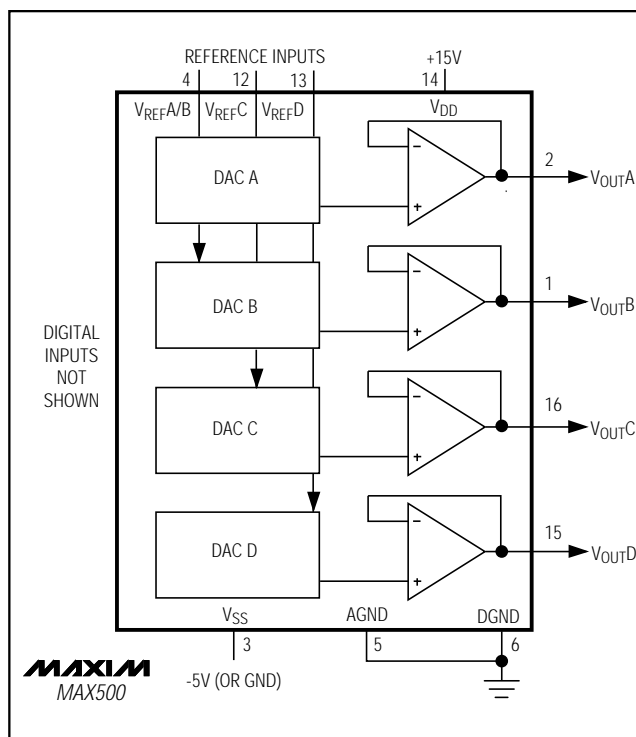 REFERENCE INPUTS
4 12 13
+15V
14
VREFA/B VREFC VREFD
VDD
DAC A
2
VOUTA
DAC B
1
VOUTB
DIGITAL
INPUTS
NOT
SHOWN
DAC C
16
VOUTC
DAC D
15
VOUTD
VSS
AGND
DGND
3
5
6
-5V (OR GND)
MAXIM
MAX500
− +
− +
− +
− +